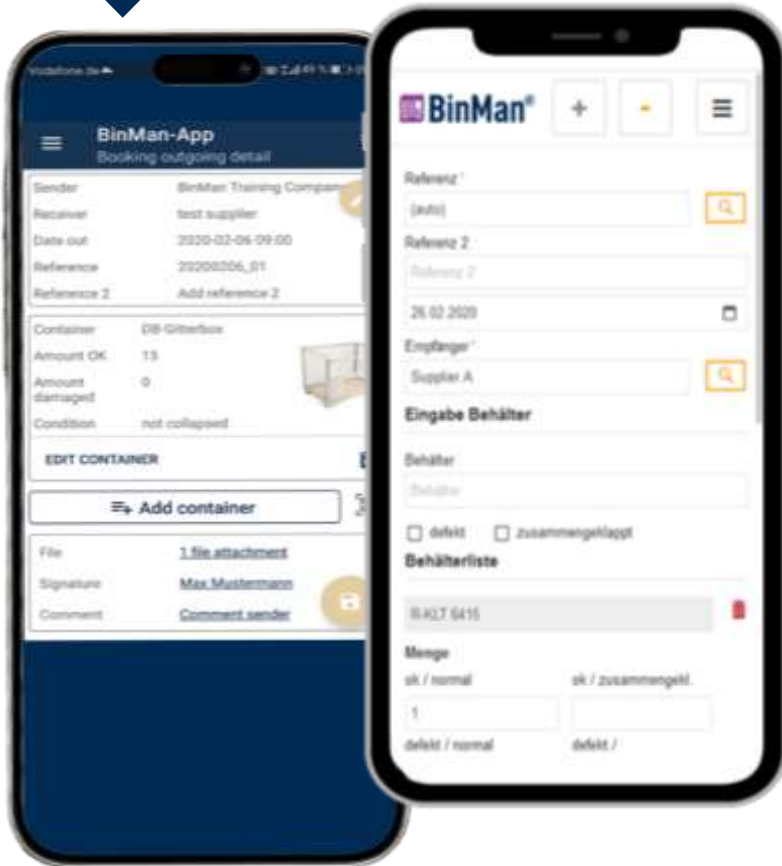 Vodafone.de
BinMan-App
Booking outgoing detail
Sender BinMan Training Company
Receiver test supplier
Date out 2020-02-06 09:00
Reference 20200206_01
Reference 2 Add reference 2
Container DB-Gitterbox
Amount OK 15
Amount 0
damaged
Condition not collapsed
EDIT CONTAINER
Add container
File 1 file attachment
Signature Max Mustermann
Comment Comment sender
BinMan®
Referenz *
(auto)
Referenz 2
Referenz 2
26.02.2020
Empfänger *
Supplier A
Eingabe Behälter
Behälter
Behälter
defekt zusammengeklappt
Behälterliste
R-KLT 6415
Menge
ok / normal ok / zusammengekl.
1
defekt / normal defekt /